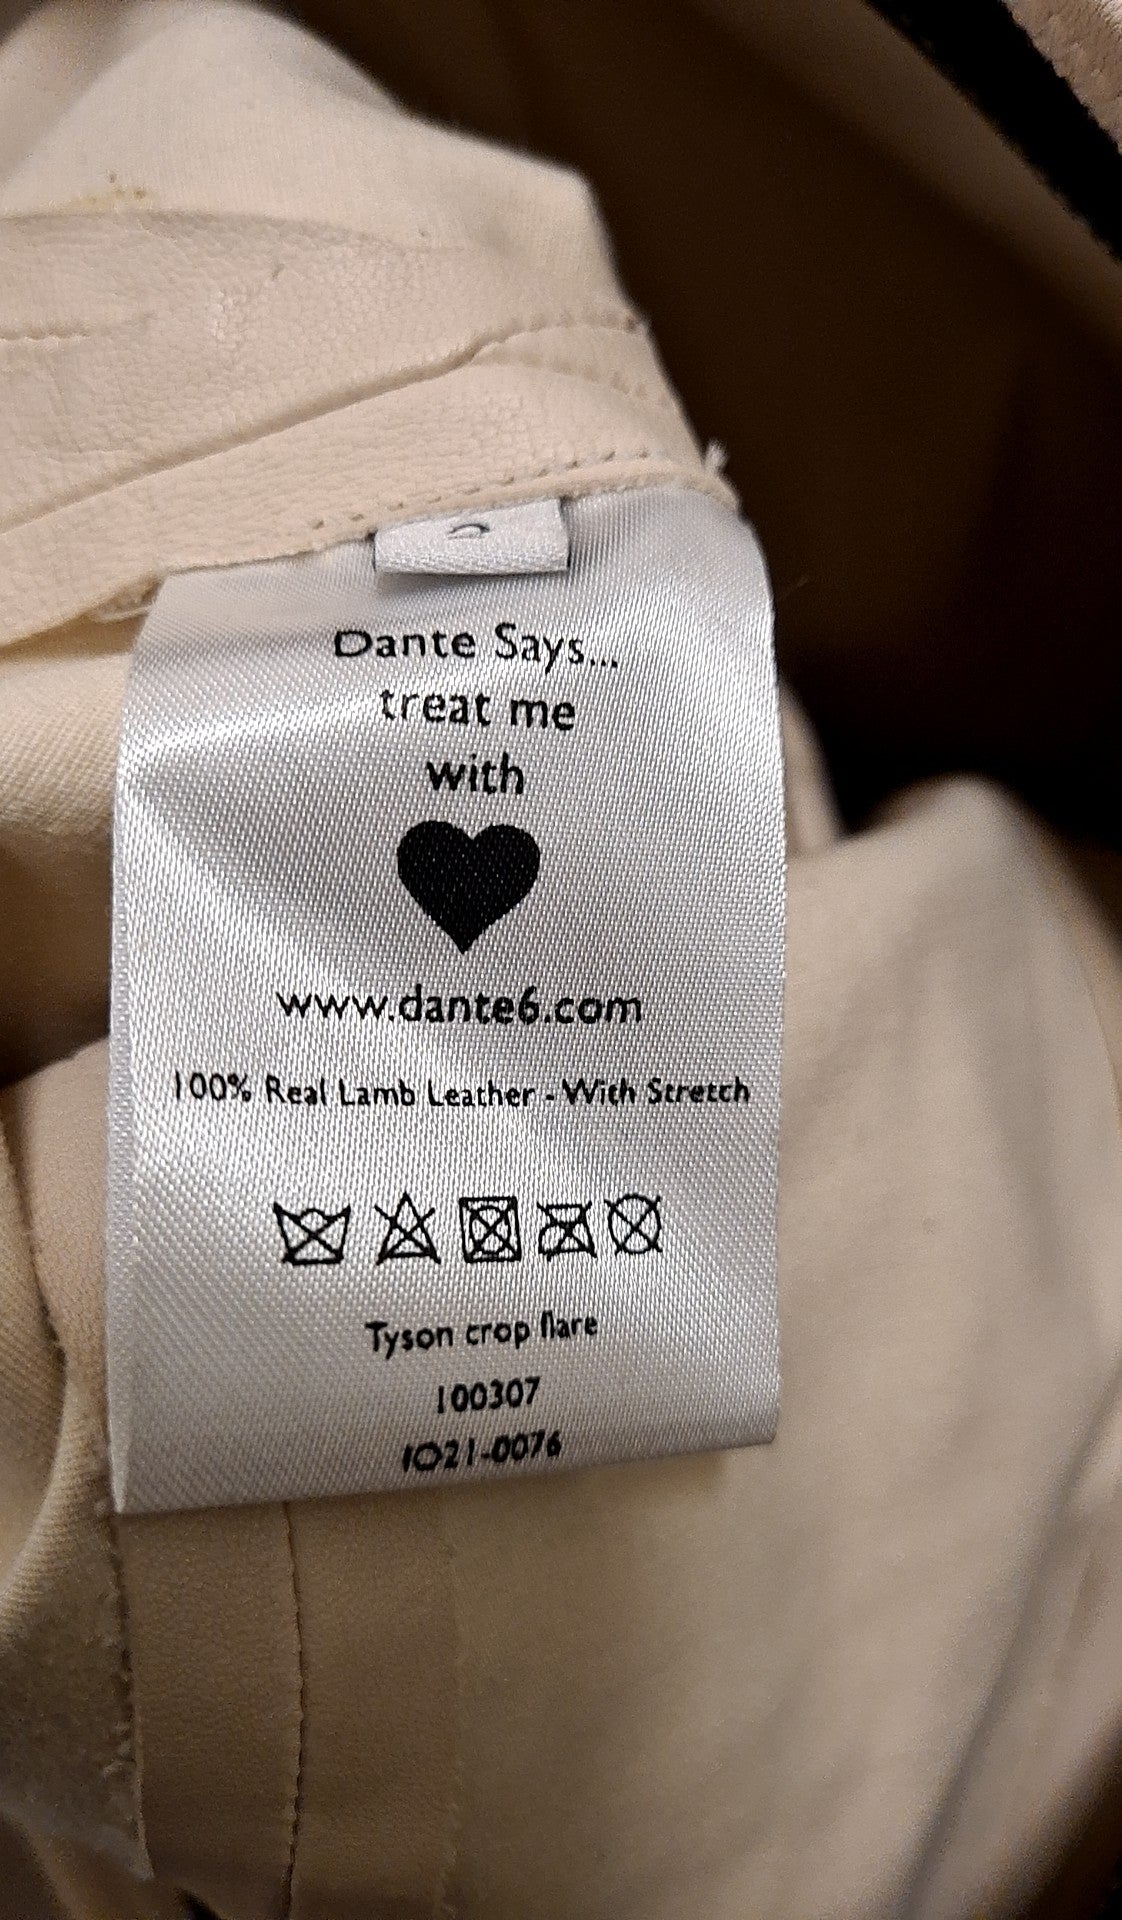 Dante Says...
treat me
with
www.dante6.com
100% Real Lamb Leather - With Stretch
Tyson crop flare
100307
1O21-0076